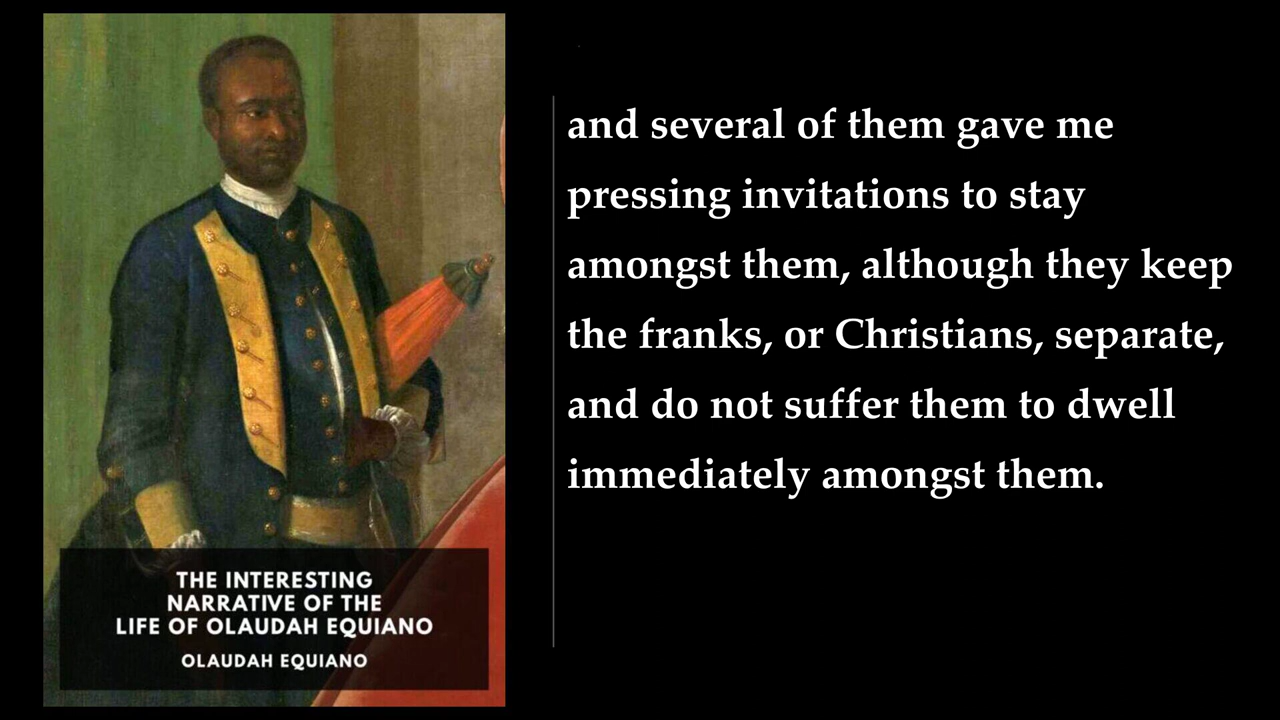 and several of them gave me
pressing invitations to stay
amongst them, although they keep
the franks, or Christians, separate,
and do not suffer them to dwell
immediately amongst them.
THE INTERESTING
NARRATIVE OF THE
LIFE OF OLAUDAH EQUIANO
OLAUDAH EQUIANO